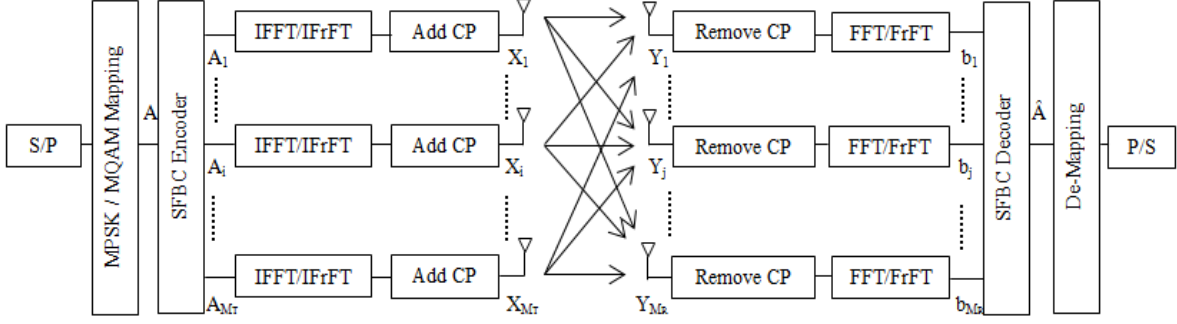 S/P
MPSK / MQAM Mapping
A
SFBC Encoder
A1
IFFT/IFrFT
Add CP
X1
Y1
Remove CP
FFT/FrFT
b1
Ai
IFFT/IFrFT
Add CP
Xi
Yj
Remove CP
FFT/FrFT
bj
AMT
IFFT/IFrFT
Add CP
XMT
YMR
Remove CP
FFT/FrFT
bMR
SFBC Decoder
Â
De-Mapping
P/S